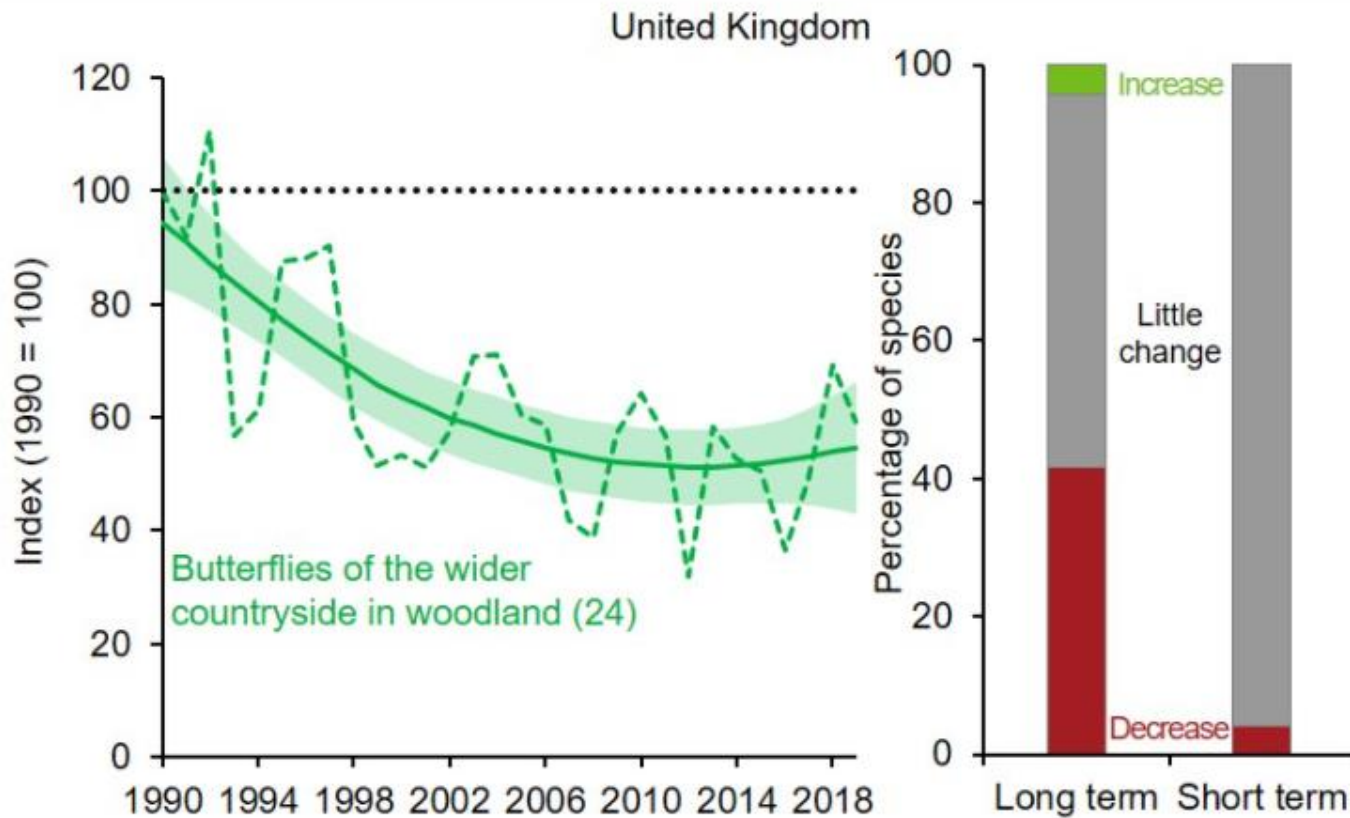 United Kingdom
Index (1990 = 100)
120
100
80
60
40
20
0
Butterflies of the wider
countryside in woodland (24)
1990 1994 1998 2002 2006 2010 2014 2018
Percentage of species
100
80
60
40
20
0
Increase
Little
change
Decrease
Long term Short term